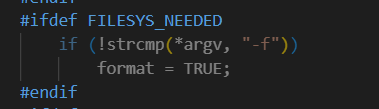 #ifdef FILESYS_NEEDED
if (!strcmp(*argv, "-f"))
format = TRUE;
#endif